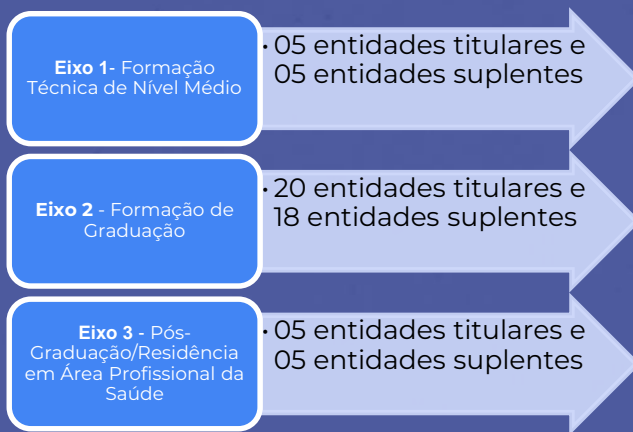 Eixo 1- Formação
Técnica de Nível Médio
• 05 entidades titulares e
05 entidades suplentes
Eixo 2 - Formação de
Graduação
• 20 entidades titulares e
18 entidades suplentes
Eixo 3 - Pós-
Graduação/Residência
em Área Profissional da
Saúde
• 05 entidades titulares e
05 entidades suplentes